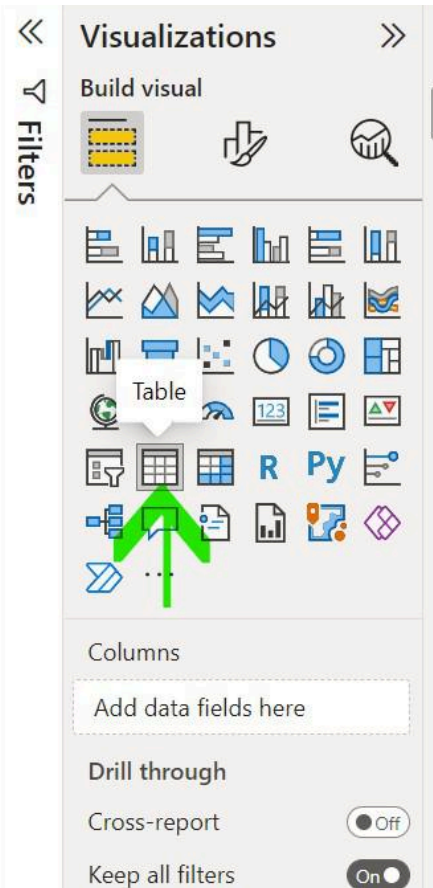 Visualizations
Filters
Build visual
Table
123
R Py
Columns
Add data fields here
Drill through
Cross-report Off
Keep all filters On